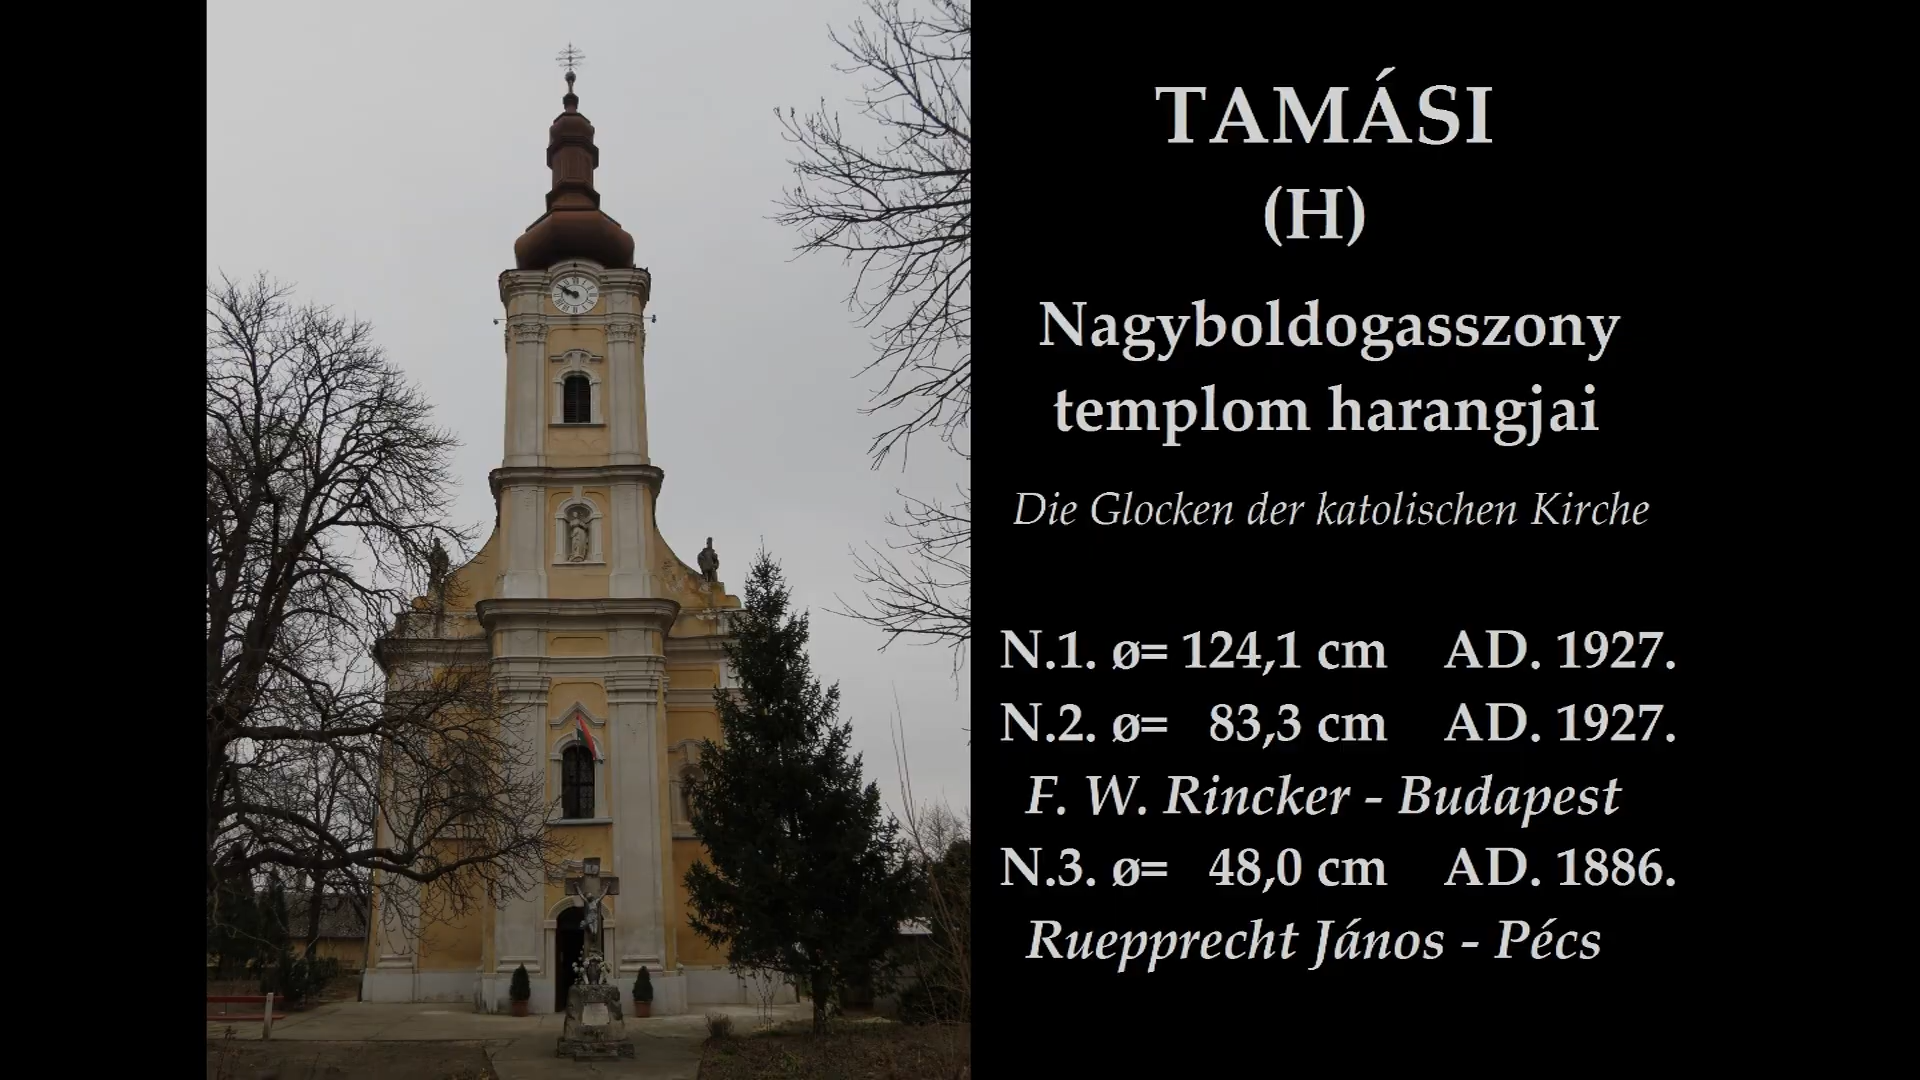 TAMÁSI
(H)
Nagyboldogasszony
templom harangjai
Die Glocken der katolischen Kirche
N.1. ø= 124,1 cm AD. 1927.
N.2. ø= 83,3 cm AD. 1927.
F. W. Rincker - Budapest
N.3. ø= 48,0 cm AD. 1886.
Ruepprecht János - Pécs